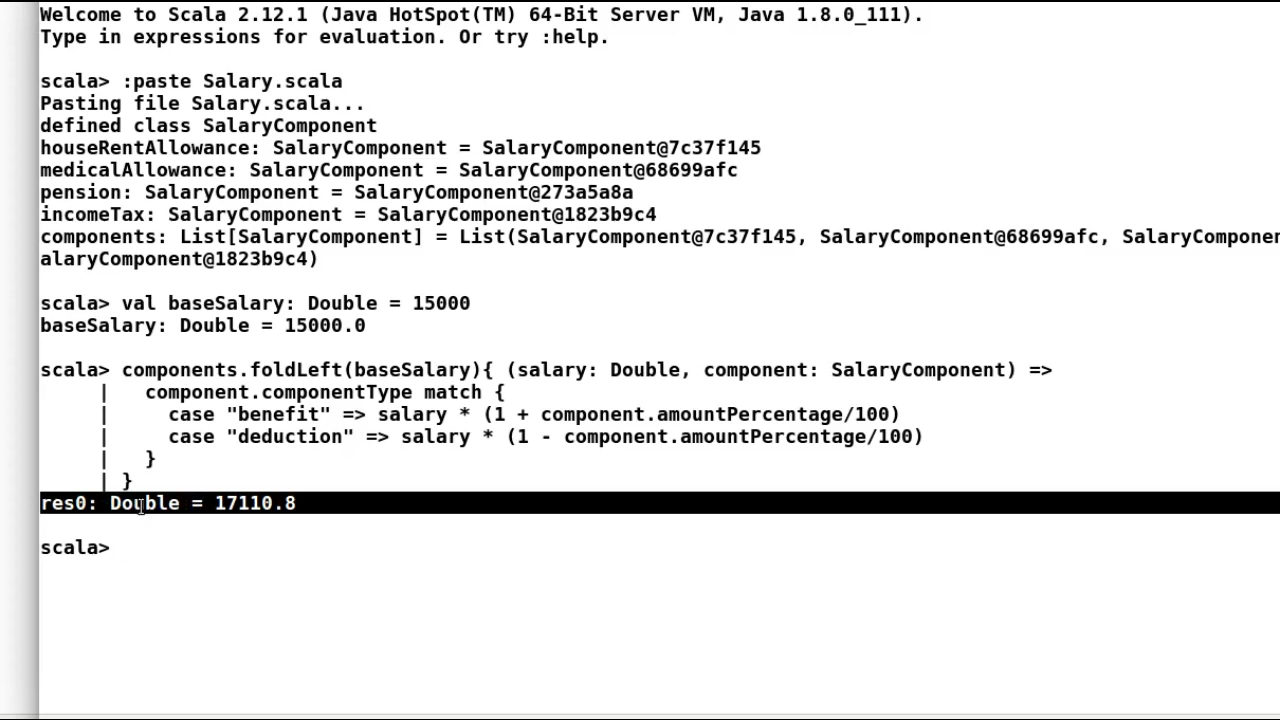 Welcome to Scala 2.12.1 (Java HotSpot(TM) 64-Bit Server VM, Java 1.8.0_111).
Type in expressions for evaluation. Or try :help.
scala> :paste Salary.scala
Pasting file Salary.scala...
defined class SalaryComponent
houseRentAllowance: SalaryComponent = SalaryComponent@7c37f145
medicalAllowance: SalaryComponent = SalaryComponent@68699afc
pension: SalaryComponent = SalaryComponent@273a5a8a
incomeTax: SalaryComponent = SalaryComponent@1823b9c4
components: List[SalaryComponent] = List(SalaryComponent@7c37f145, SalaryComponent@68699afc, SalaryComponen
alaryComponent@1823b9c4)
scala> val baseSalary: Double = 15000
baseSalary: Double = 15000.0
scala> components.foldLeft(baseSalary){ (salary: Double, component: SalaryComponent) =>
| component.componentType match {
| case "benefit" => salary * (1 + component.amountPercentage/100)
| case "deduction" => salary * (1 - component.amountPercentage/100)
| }
| }
res0: Double = 17110.8
scala>